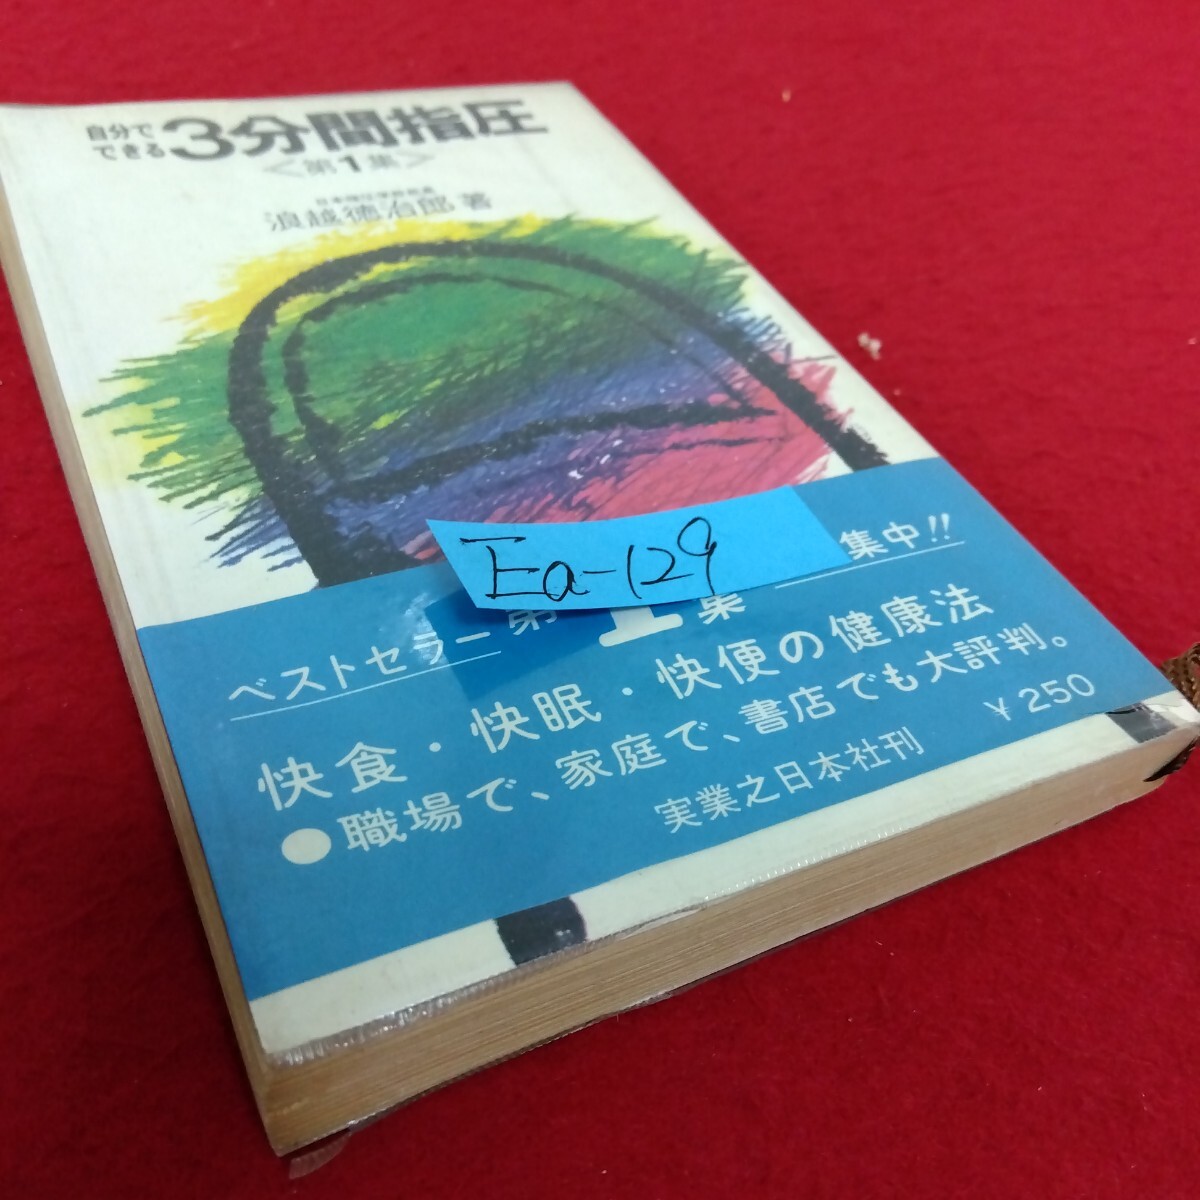 自分で
できる
3分間指圧
<第1集>
浪越徳治郎 著
Ea-129
ベストセラー 第1集 集中!!
快食・快眠・快便の健康法
●職場で、家庭で、書店でも大評判。
実業之日本社刊
¥250